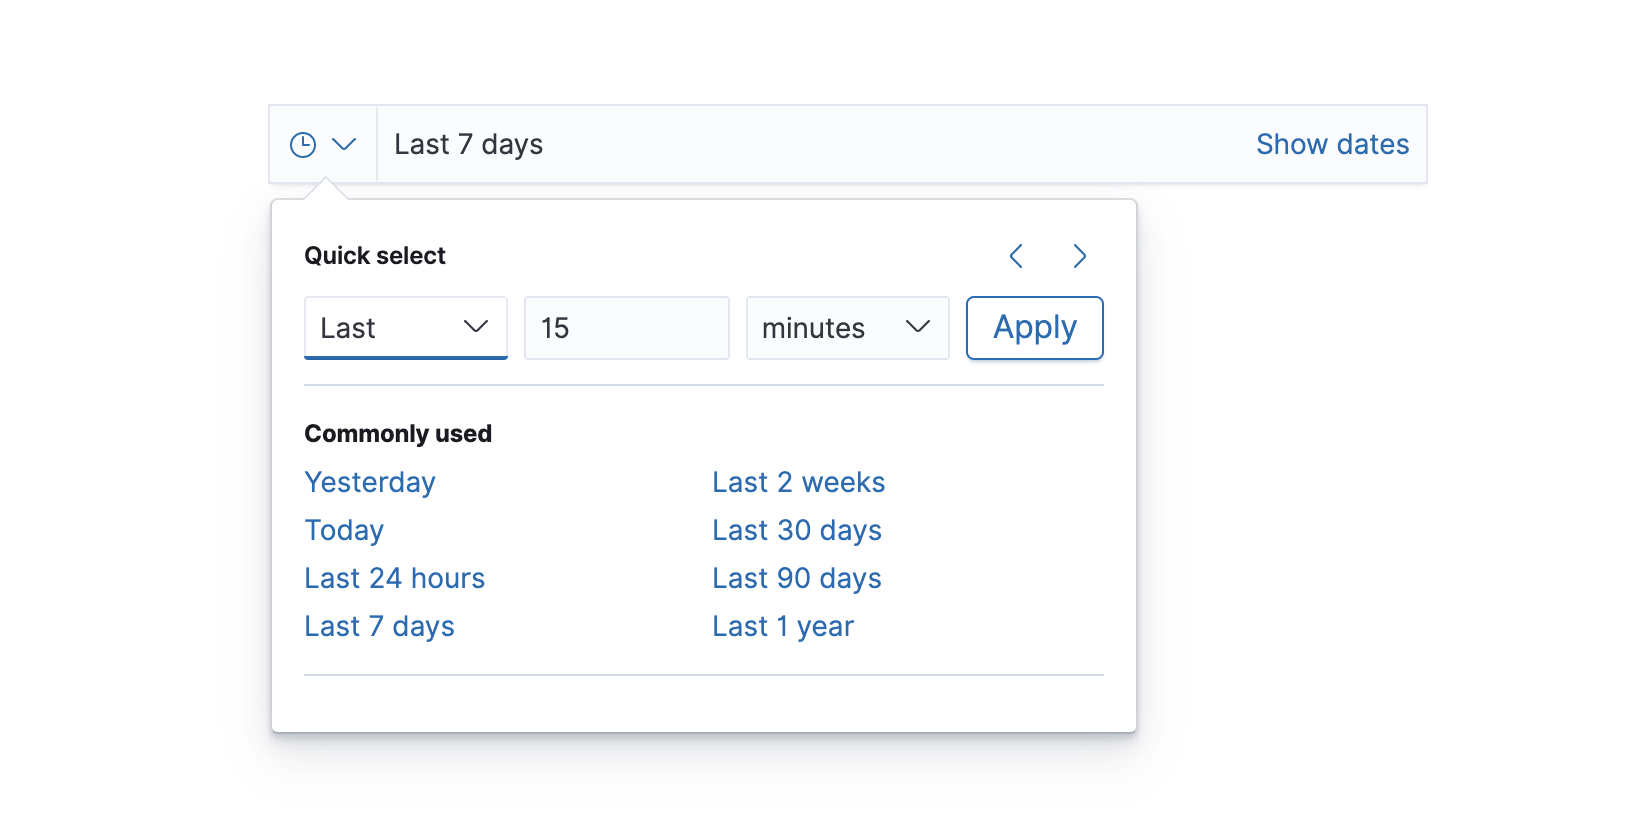 Last 7 days Show dates
Quick select
Last 15 minutes Apply
Commonly used
Yesterday Last 2 weeks
Today Last 30 days
Last 24 hours Last 90 days
Last 7 days Last 1 year